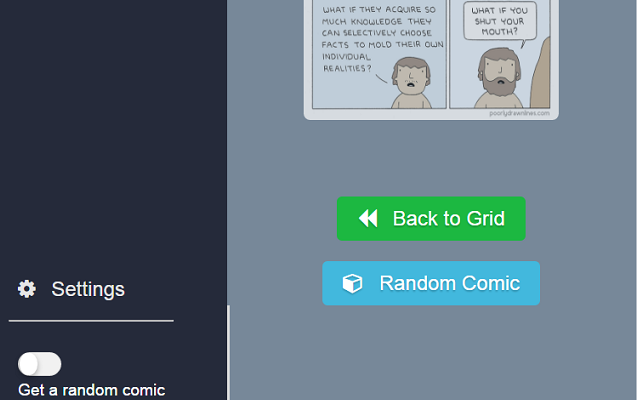 WHAT IF THEY ACQUIRE SO
MUCH KNOWLEDGE THEY
CAN SELECTIVELY CHOOSE
FACTS TO MOLD THEIR OWN
INDIVIDUAL
REALITIES?
WHAT IF YOU
SHUT YOUR
MOUTH?
poorlydrawnlines.com
Back to Grid
Random Comic
Settings
Get a random comic